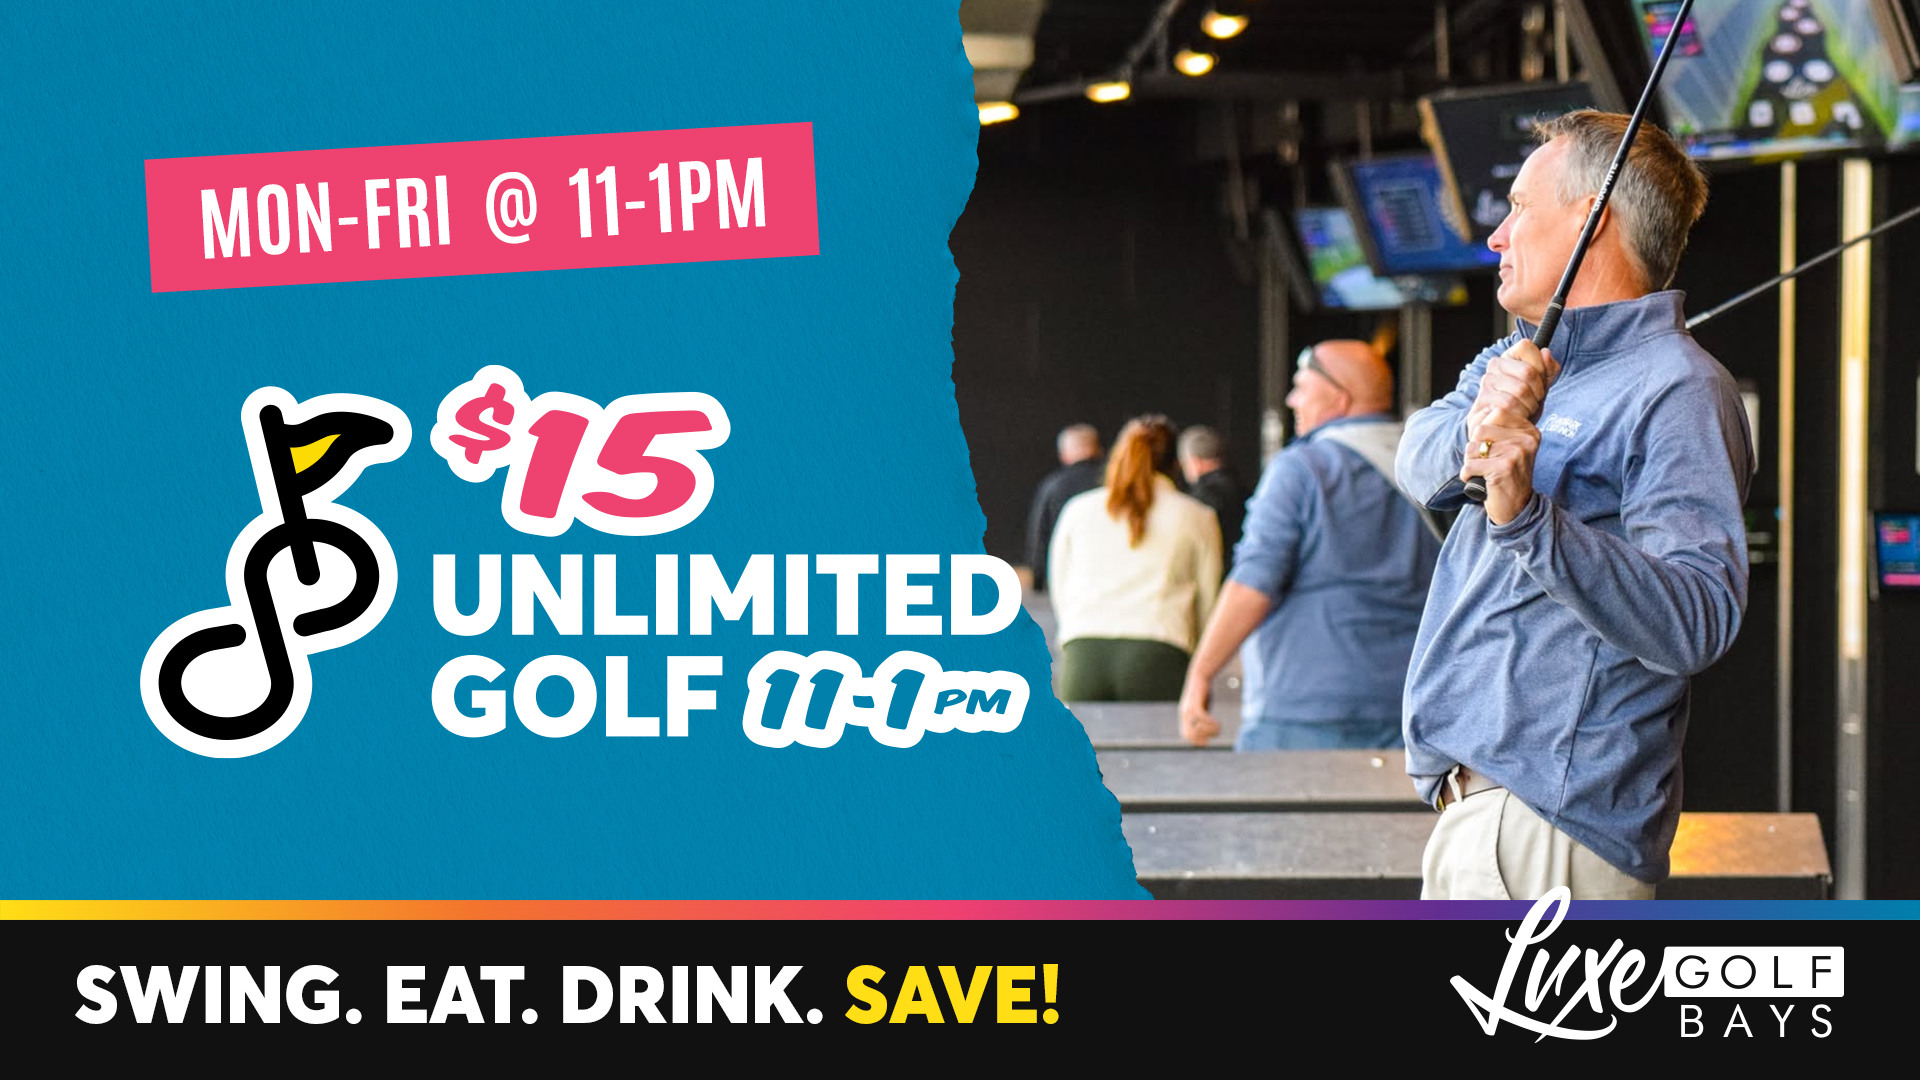 MON-FRI @ 11-1PM
$15
UNLIMITED
GOLF 11-1PM
SWING. EAT. DRINK. SAVE!
Luxe GOLF
BAYS